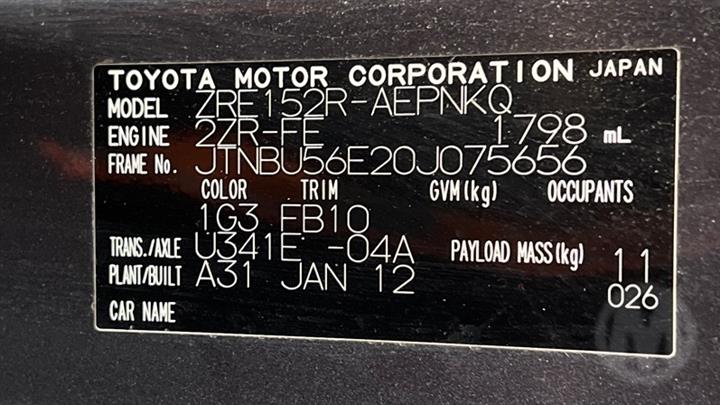 TOYOTA MOTOR CORPORATION JAPAN
MODEL ZRE152R-AEPNKQ
ENGINE 2ZR-FE 1798 mL
FRAME No. JTNBU56E20J075656
COLOR TRIM GVM(kg) OCCUPANTS
1G3 FB10
TRANS./AXLE U341E -04A PAYLOAD MASS(kg) 11
PLANT/BUILT A31 JAN 12 026
CAR NAME